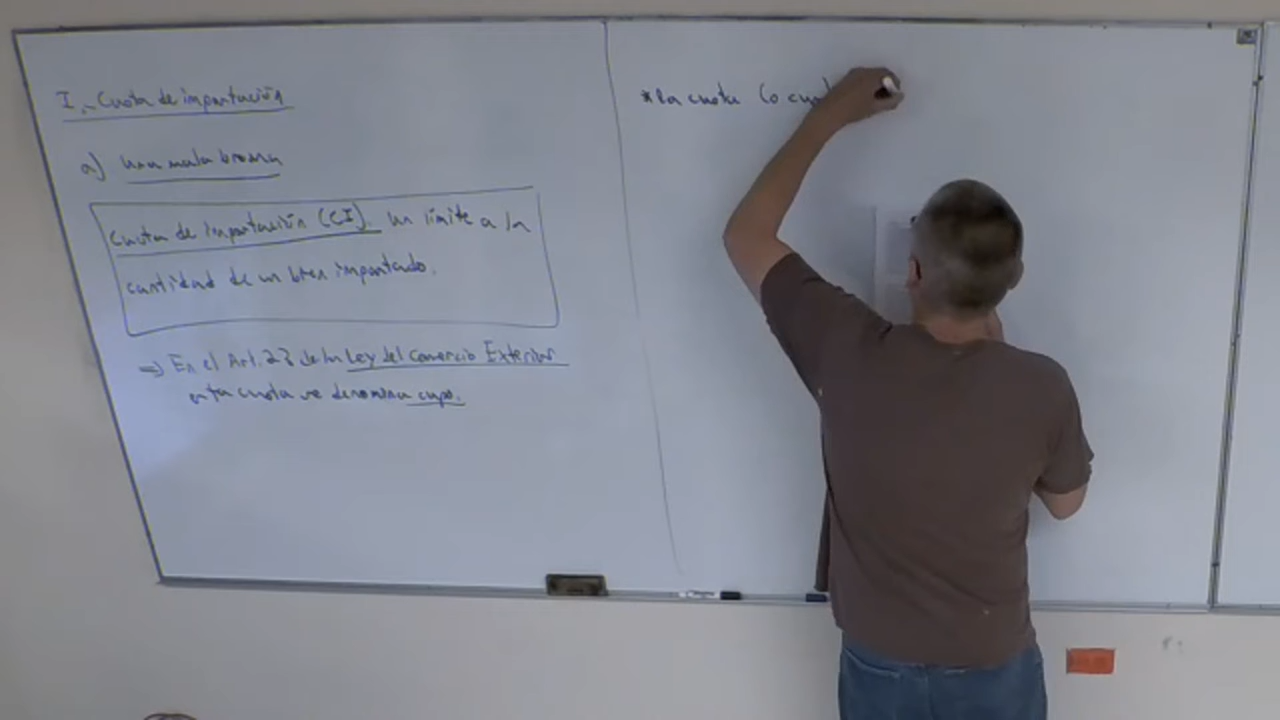 I.- Cuota de importación
a) Una mala broma
Cuota de Importación (CI). Un límite a la
cantidad de un bien importado.
⇒ En el Art. 23 de la Ley del Comercio Exterior
esta cuota se denomina cupo.
* La cuota (o